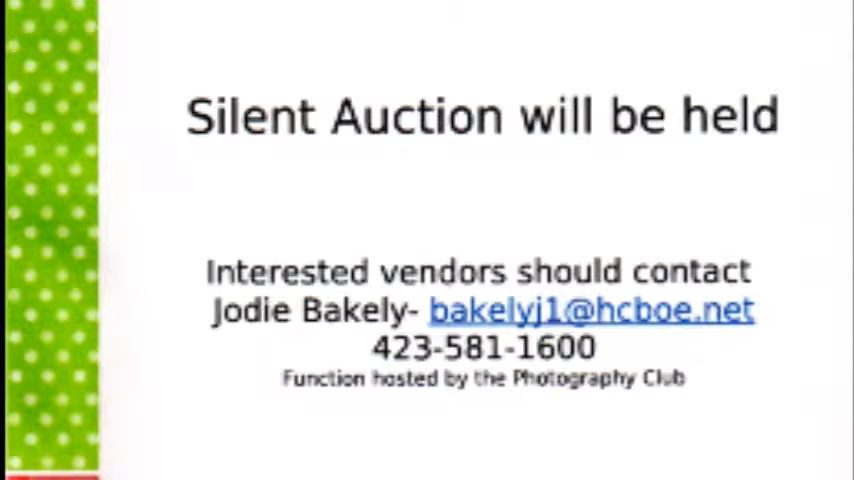 Silent Auction will be held
Interested vendors should contact
Jodie Bakely- bakelyj1@hcboe.net
423-581-1600
Function hosted by the Photography Club